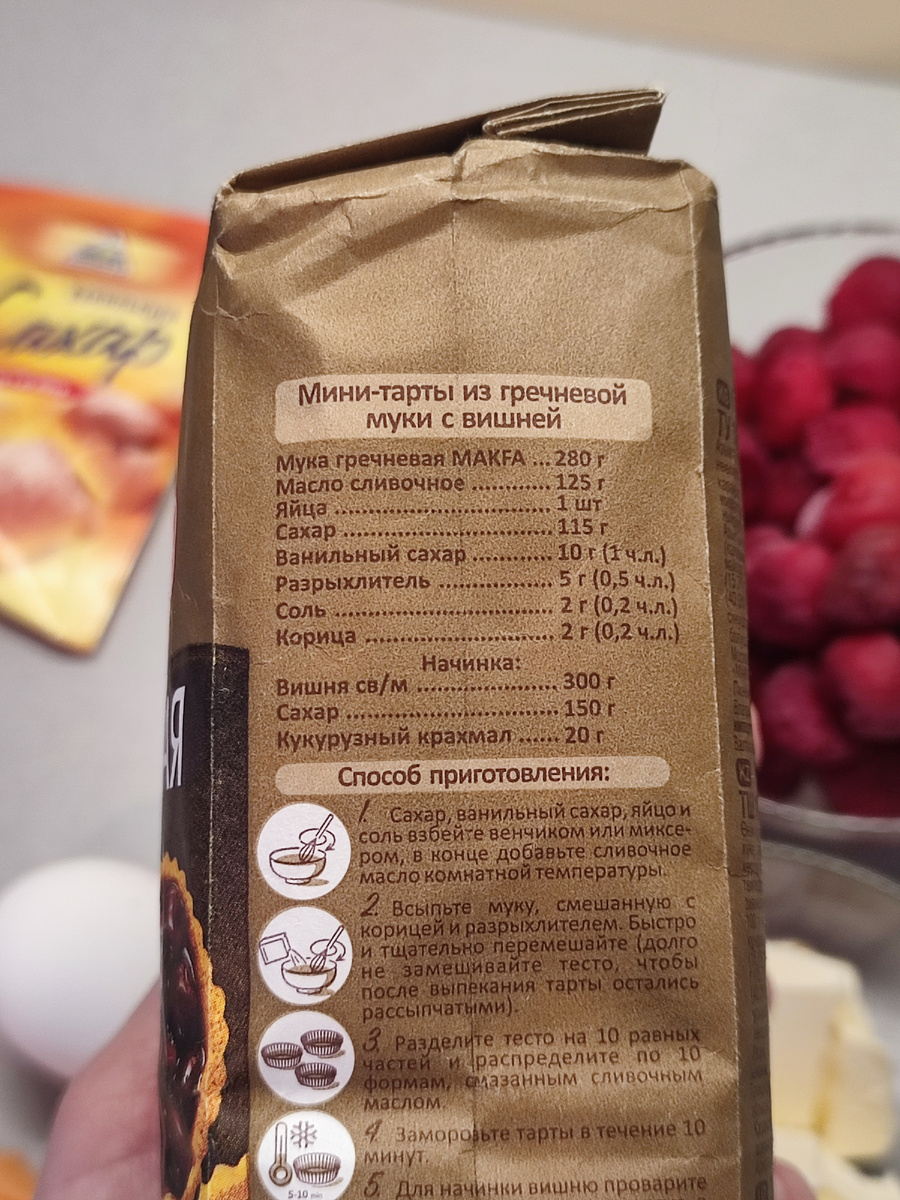 Сахар
Мини-тарты из гречневой
муки с вишней
Мука гречневая MAKFA ...280 г
Масло сливочное ............ 125 г
Яйца .................................. 1 шт
Сахар ................................ 115 г
Ванильный сахар ............ 10 г (1 ч.л.)
Разрыхлитель .................. 5 г (0,5 ч.л.)
Соль ................................... 2 г (0,2 ч.л.)
Корица .............................. 2 г (0,2 ч.л.)
Начинка:
Вишня св/м ...................... 300 г
Сахар ................................. 150 г
Кукурузный крахмал ...... 20 г
Способ приготовления:
1. Сахар, ванильный сахар, яйцо и
соль взбейте венчиком или миксе-
ром, в конце добавьте сливочное
масло комнатной температуры.
2. Всыпьте муку, смешанную с
корицей и разрыхлителем. Быстро
и тщательно перемешайте (долго
не замешивайте тесто, чтобы
после выпекания тарты остались
рассыпчатыми).
3. Разделите тесто на 10 равных
частей и распределите по 10
формам, смазанным сливочным
маслом.
4. Заморозьте тарты в течение 10
минут.
5-10 min
5. Для начинки вишню проварите
АЯ